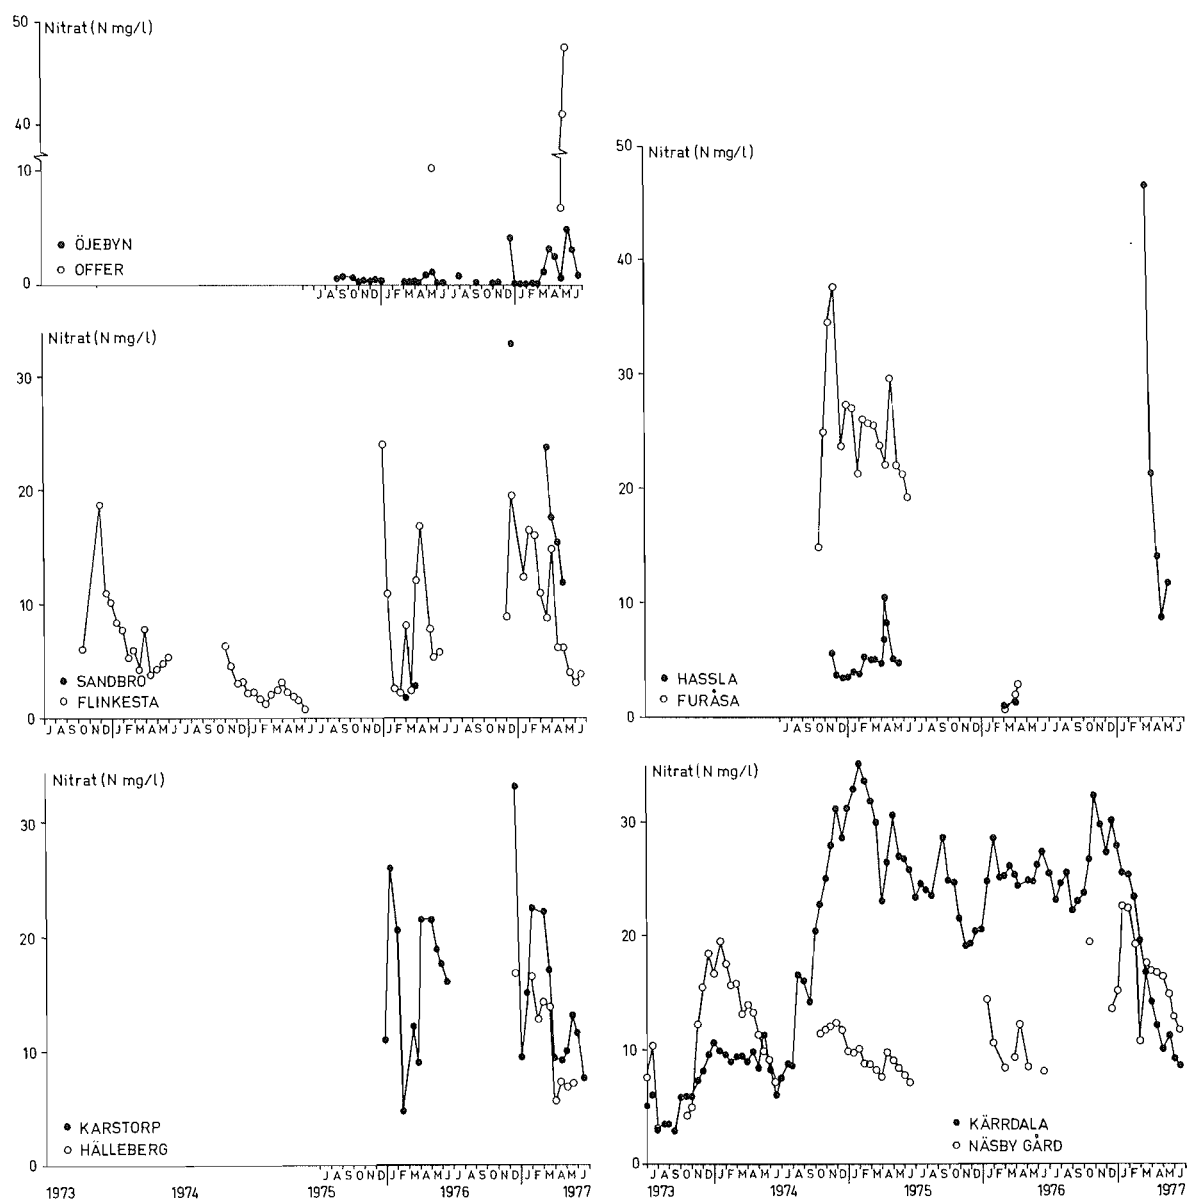 50
Nitrat (N mg/l)
40
10
ÖJEBYN
OFFER
0
J A S O N D J F M A M J J A S O N D J F M A M J
Nitrat (N mg/l)
30
20
10
SANDBRO
FLINKESTA
0
J A S O N D J F M A M J J A S O N D J F M A M J J A S O N D J F M A M J J A S O N D J F M A M J
Nitrat (N mg/l)
30
20
10
KARSTORP
HÄLLEBERG
0
J A S O N D J F M A M J J A S O N D J F M A M J
1973 1974 1975 1976 1977
50
Nitrat (N mg/l)
40
30
20
10
HASSLA
FURÅSA
0
J A S O N D J F M A M J J A S O N D J F M A M J J A S O N D J F M A M J
Nitrat (N mg/l)
30
20
10
KÄRRDALA
NÄSBY GÅRD
0
J A S O N D J F M A M J J A S O N D J F M A M J J A S O N D J F M A M J J A S O N D J F M A M J
1973 1974 1975 1976 1977